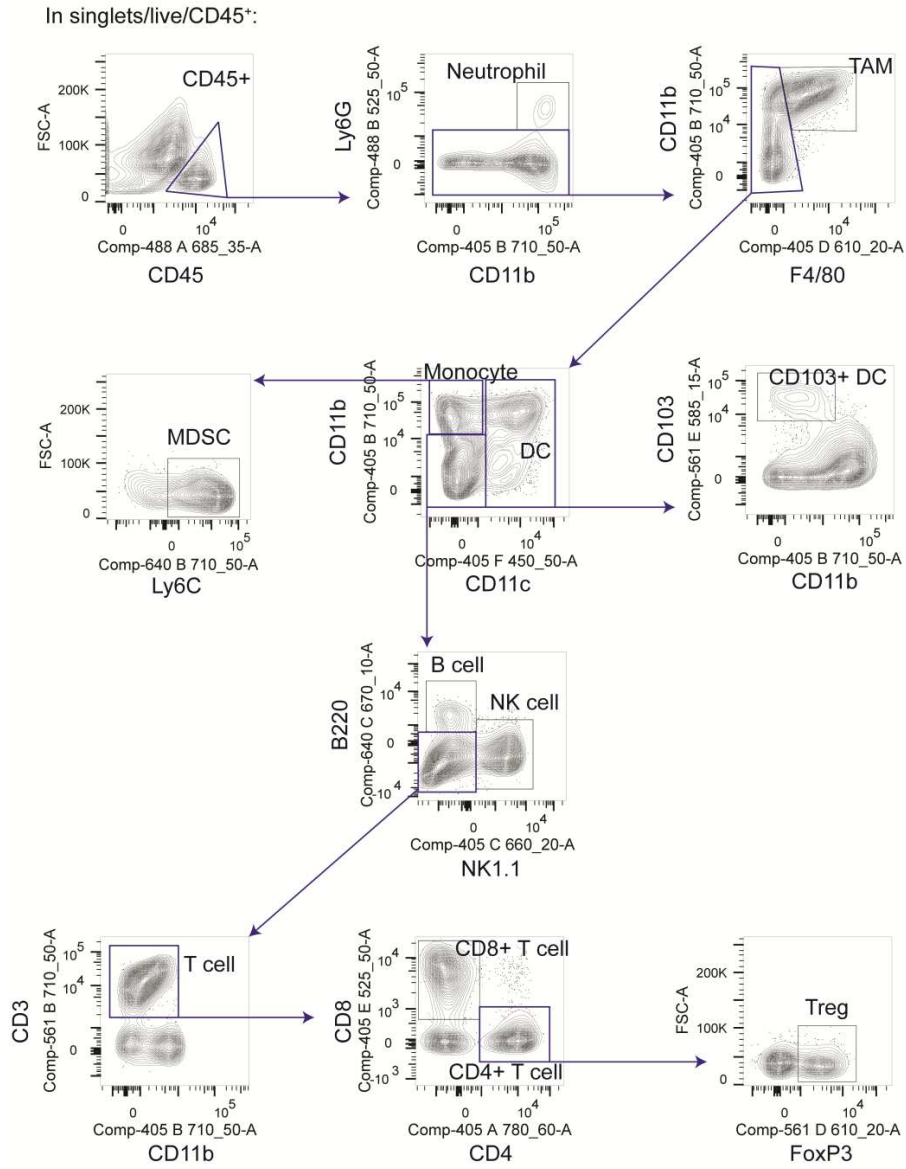 In singlets/live/CD45⁺:
CD45+
FSC-A
200K
100K
0
0
10⁴
Comp-488 A 685_35-A
CD45
Neutrophil
Ly6G
Comp-488 B 525_50-A
10⁵
0
0
10⁵
Comp-405 B 710_50-A
CD11b
TAM
CD11b
Comp-405 B 710_50-A
10⁵
10⁴
0
0
10⁴
Comp-405 D 610_20-A
F4/80
MDSC
FSC-A
200K
100K
0
0
10⁵
Comp-640 B 710_50-A
Ly6C
Monocyte
DC
CD11b
Comp-405 B 710_50-A
10⁵
10⁴
0
0
10⁴
Comp-405 F 450_50-A
CD11c
CD103+ DC
CD103
Comp-561 E 585_15-A
10⁵
10⁴
0
0
10⁵
Comp-405 B 710_50-A
CD11b
B cell
NK cell
B220
Comp-640 C 670_10-A
10⁴
0
-10⁴
0
10⁴
Comp-405 C 660_20-A
NK1.1
T cell
CD3
Comp-561 B 710_50-A
10⁵
10⁴
0
0
10⁵
Comp-405 B 710_50-A
CD11b
CD8+ T cell
CD8
Comp-405 E 525_50-A
10⁴
10³
0
-10³
CD4+ T cell
0
10⁴
Comp-405 A 780_60-A
CD4
Treg
FSC-A
200K
100K
0
0
10⁴
Comp-561 D 610_20-A
FoxP3